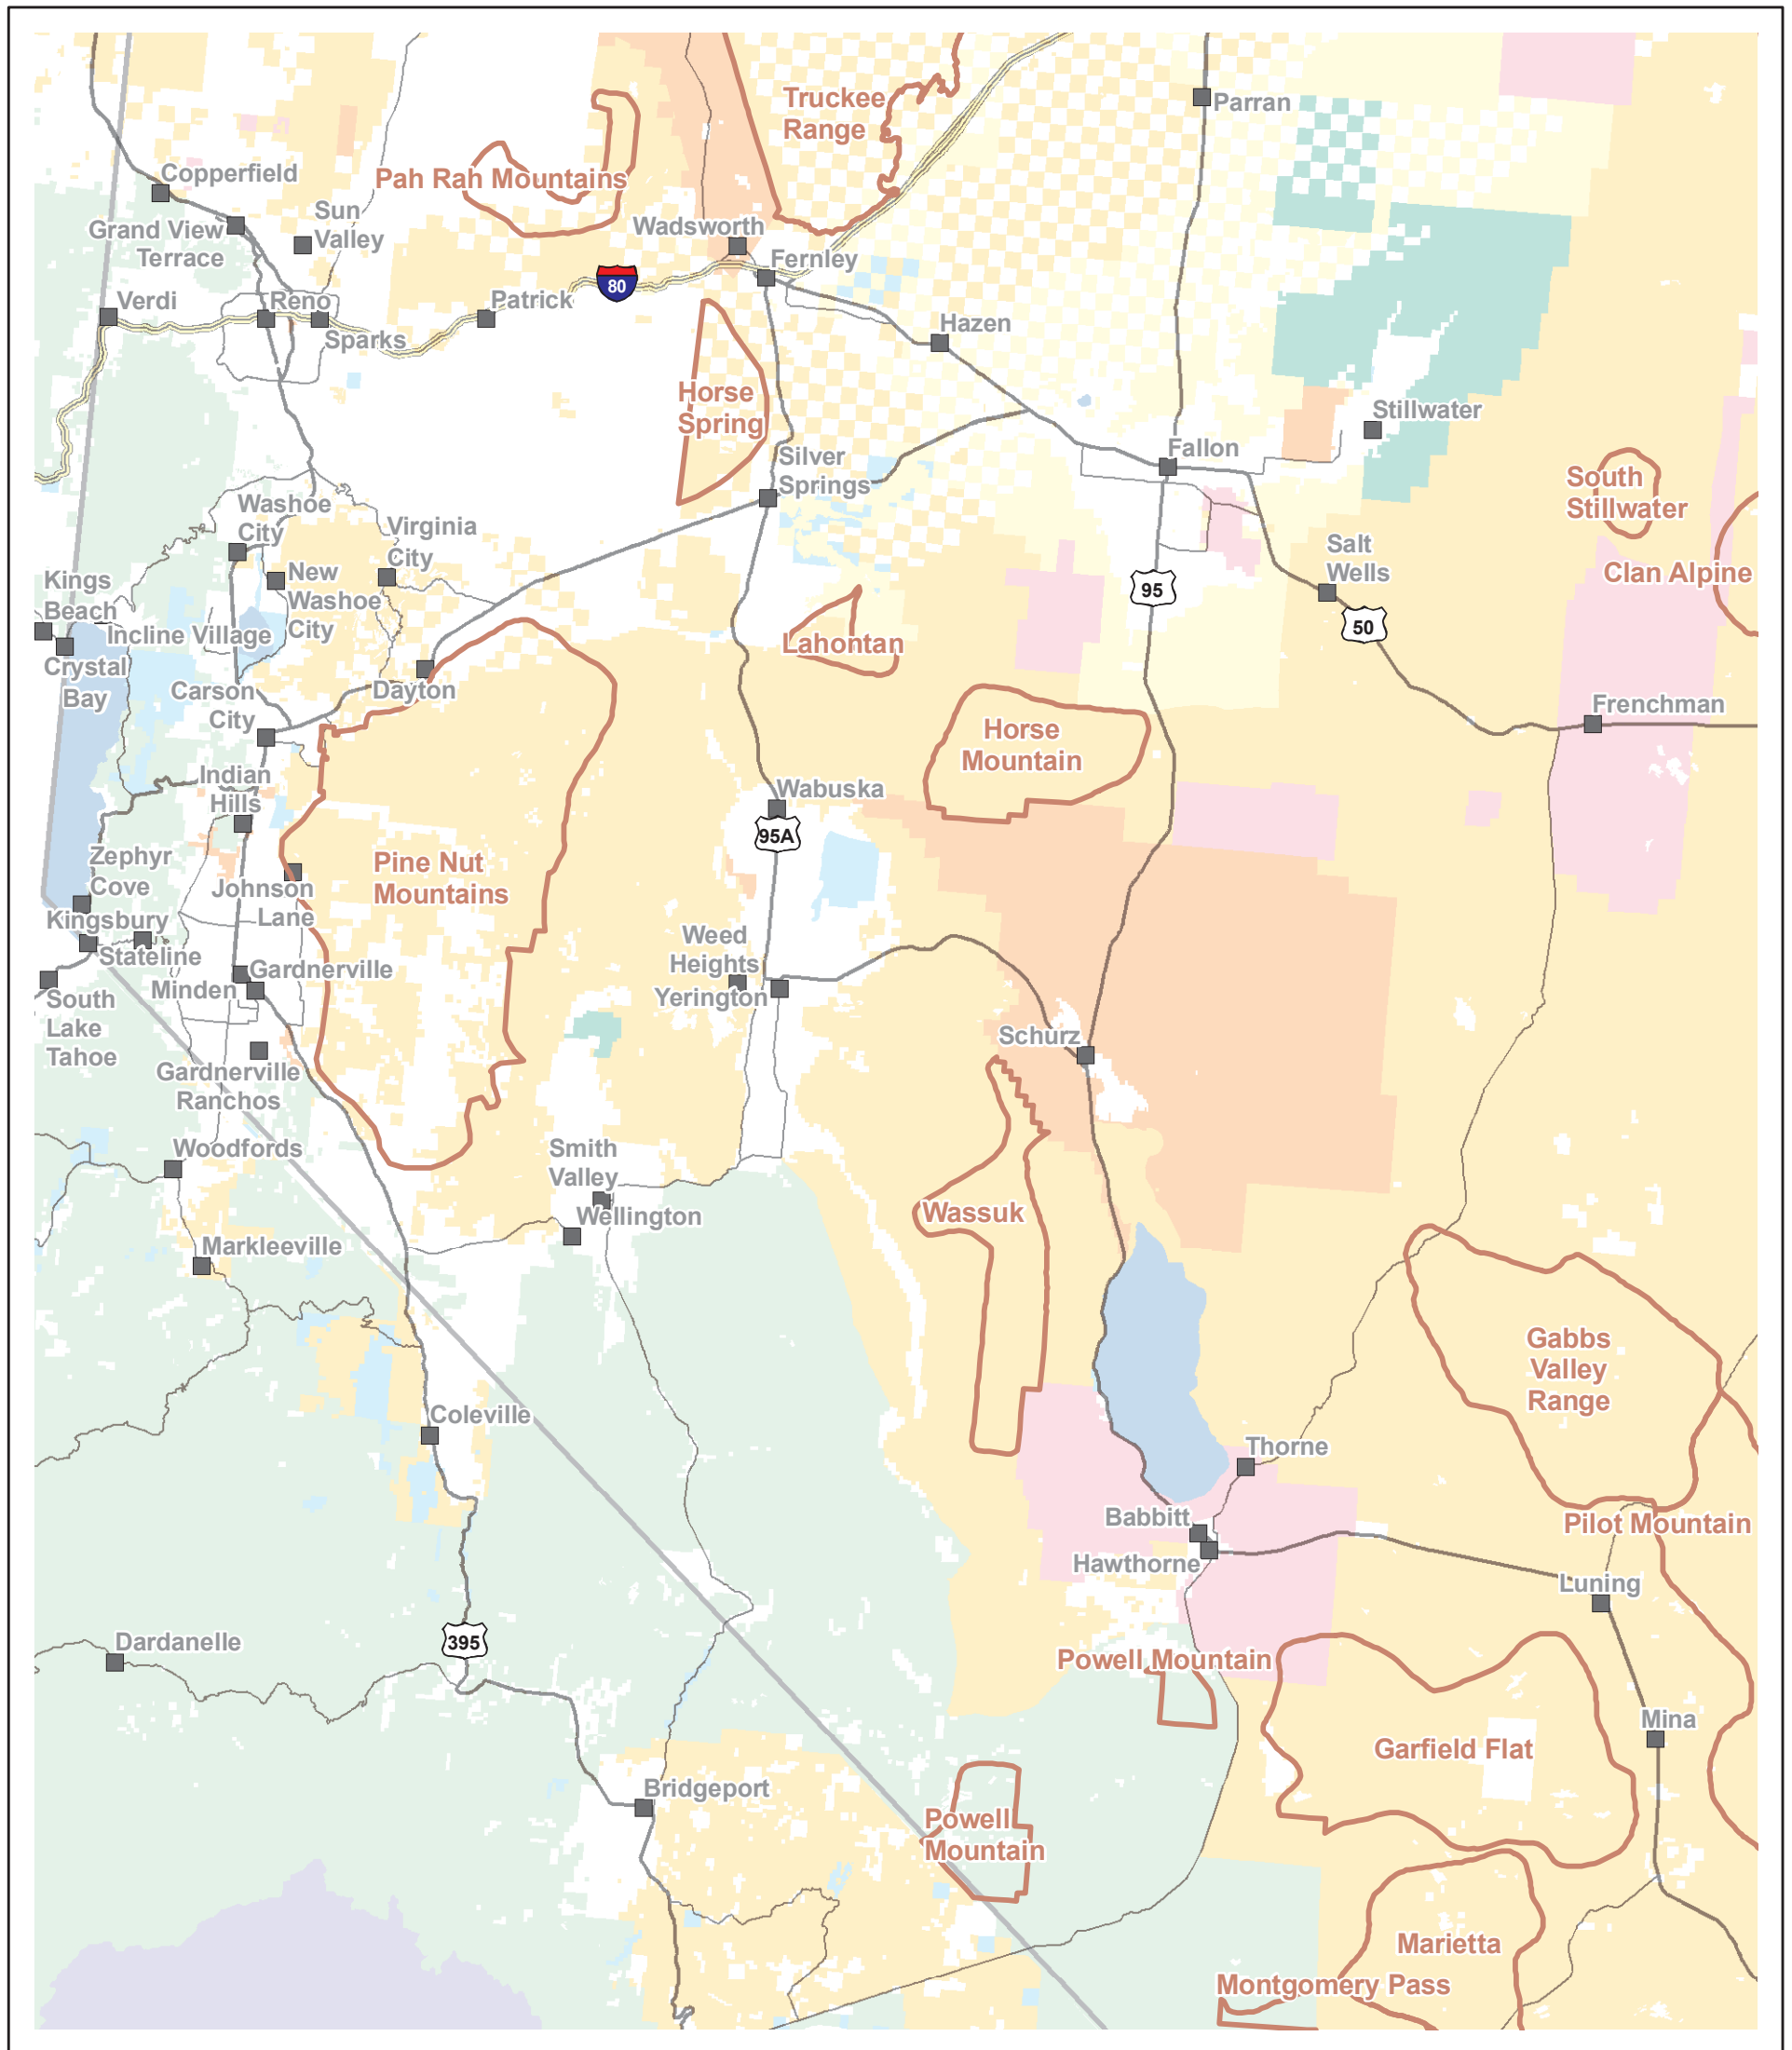 Truckee
Range
Parran
Copperfield
Pah Rah Mountains
Sun
Valley
Grand View
Terrace
Wadsworth
Fernley
80
Verdi
Reno
Patrick
Sparks
Hazen
Horse
Spring
Stillwater
Fallon
Silver
Springs
South
Stillwater
Washoe
City
Virginia
City
Salt
Wells
Clan Alpine
New
Washoe
City
Kings
Beach
95
50
Incline Village
Lahontan
Crystal
Bay
Carson
City
Dayton
Frenchman
Horse
Mountain
Indian
Hills
Wabuska
95A
Zephyr
Cove
Pine Nut
Mountains
Johnson
Lane
Kingsbury
Stateline
Weed
Heights
Gardnerville
Minden
Yerington
South
Lake
Tahoe
Schurz
Gardnerville
Ranchos
Woodfords
Smith
Valley
Wassuk
Wellington
Markleeville
Gabbs
Valley
Range
Coleville
Thorne
Babbitt
Pilot Mountain
Hawthorne
Luning
395
Dardanelle
Powell Mountain
Mina
Garfield Flat
Bridgeport
Powell
Mountain
Marietta
Montgomery Pass